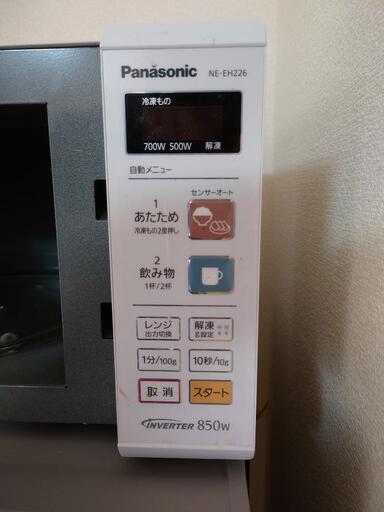 Panasonic NE-EH226
冷凍もの
700W 500W 解凍
自動メニュー
センサーオート
1
あたため
冷凍もの2度押し
2
飲み物
1杯/2杯
レンジ
出力切換
解凍
g設定
1分/100g
10秒/10g
取消
スタート
INVERTER 850W